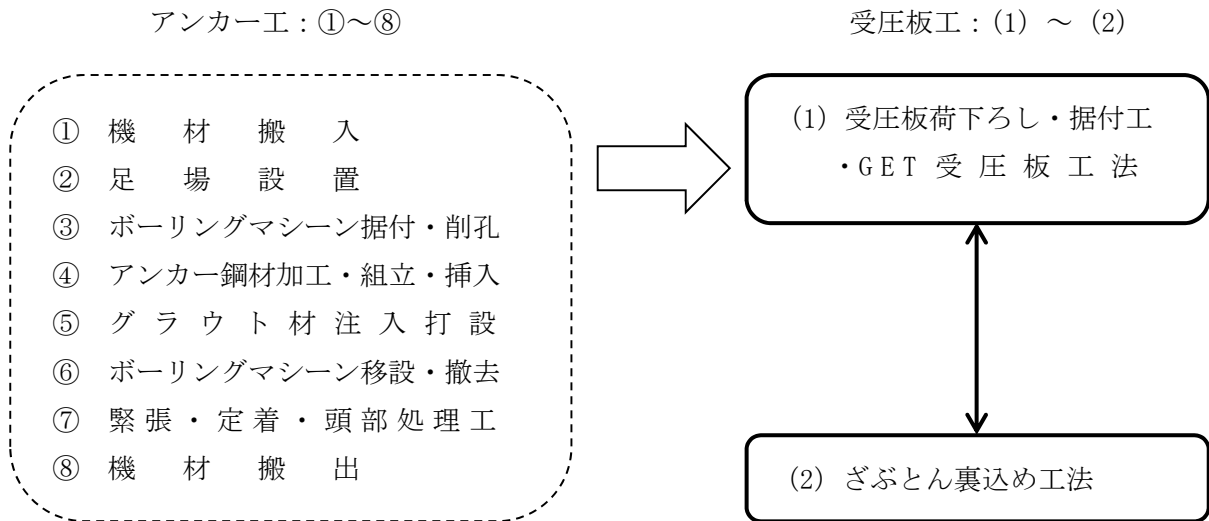 アンカー工：①～⑧
① 機材搬入
② 足場設置
③ ボーリングマシーン据付・削孔
④ アンカー鋼材加工・組立・挿入
⑤ グラウト材注入打設
⑥ ボーリングマシーン移設・撤去
⑦ 緊張・定着・頭部処理工
⑧ 機材搬出
受圧板工：(1) ～ (2)
(1) 受圧板荷下ろし・据付工
・GET受圧板工法
(2) ざぶとん裏込め工法